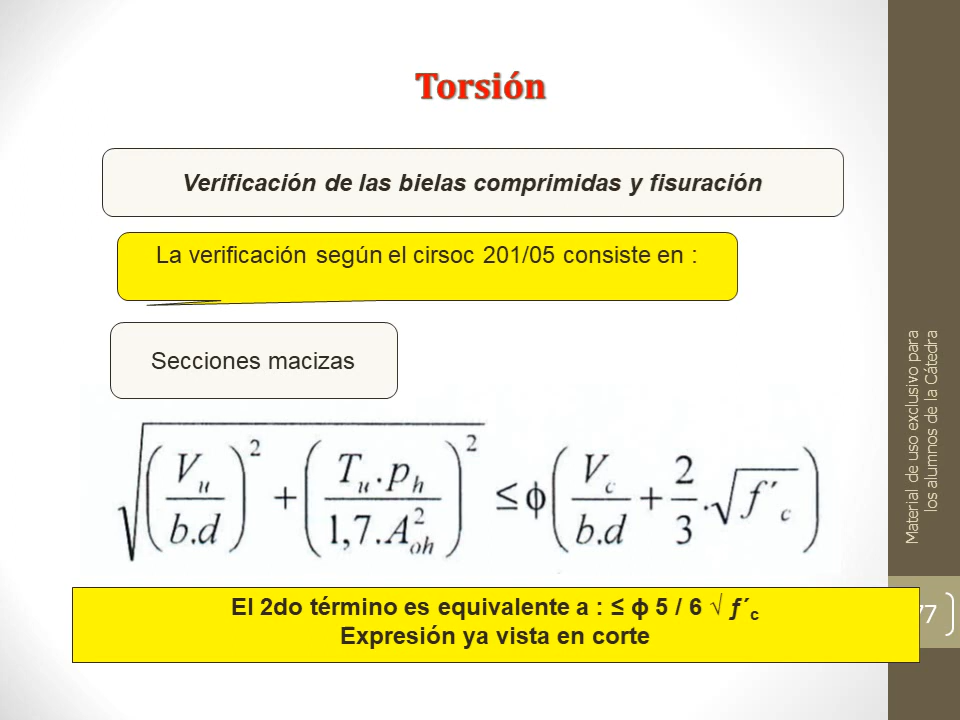 Torsión
Verificación de las bielas comprimidas y fisuración
La verificación según el cirsoc 201/05 consiste en :
Secciones macizas
√((V_u / b.d)² + (T_u.p_h / 1,7.A_oh²)²) ≤ ϕ(V_c / b.d + 2/3 .√f´_c)
El 2do término es equivalente a : ≤ ϕ 5 / 6 √ ƒ´c
Expresión ya vista en corte
Material de uso exclusivo para
los alumnos de la Cátedra
77